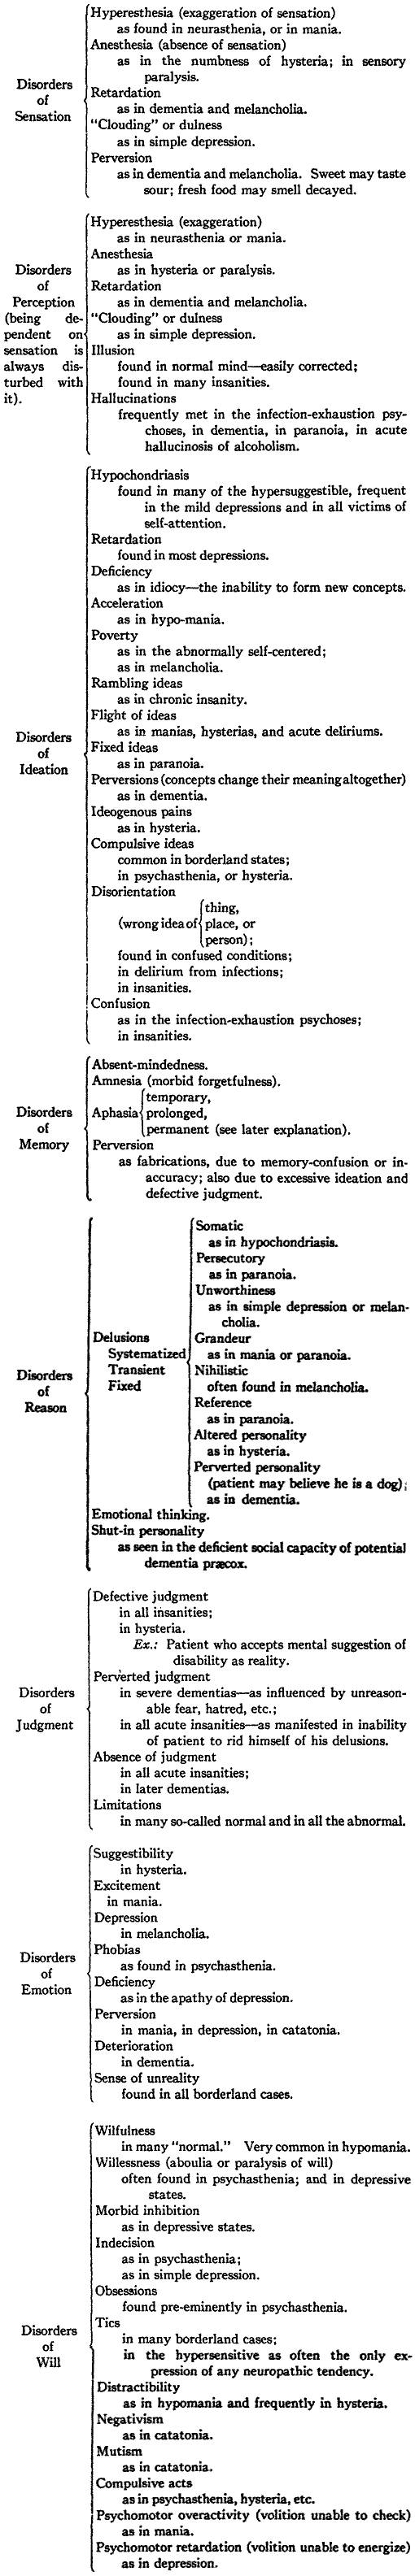 Disorders
of
Sensation
Hyperesthesia (exaggeration of sensation)
as found in neurasthenia, or in mania.
Anesthesia (absence of sensation)
as in the numbness of hysteria; in sensory
paralysis.
Retardation
as in dementia and melancholia.
“Clouding” or dulness
as in simple depression.
Perversion
as in dementia and melancholia. Sweet may taste
sour; fresh food may smell decayed.
Disorders
of
Perception
(being de-
pendent on
sensation is
always dis-
turbed with
it).
Hyperesthesia (exaggeration)
as in neurasthenia or mania.
Anesthesia
as in hysteria or paralysis.
Retardation
as in dementia and melancholia.
“Clouding” or dulness
as in simple depression.
Illusion
found in normal mind—easily corrected;
found in many insanities.
Hallucinations
frequently met in the infection-exhaustion psy-
choses, in dementia, in paranoia, in acute
hallucinosis of alcoholism.
Disorders
of
Ideation
Hypochondriasis
found in many of the hypersuggestible, frequent
in the mild depressions and in all victims of
self-attention.
Retardation
found in most depressions.
Deficiency
as in idiocy—the inability to form new concepts.
Acceleration
as in hypo-mania.
Poverty
as in the abnormally self-centered;
as in melancholia.
Rambling ideas
as in chronic insanity.
Flight of ideas
as in manias, hysterias, and acute deliriums.
Fixed ideas
as in paranoia.
Perversions (concepts change their meaning altogether)
as in dementia.
Ideogenous pains
as in hysteria.
Compulsive ideas
common in borderland states;
in psychasthenia, or hysteria.
Disorientation
(wrong idea of
thing,
place, or
person);
found in confused conditions;
in delirium from infections;
in insanities.
Confusion
as in the infection-exhaustion psychoses;
in insanities.
Disorders
of
Memory
Absent-mindedness.
Amnesia (morbid forgetfulness).
Aphasia
temporary,
prolonged,
permanent (see later explanation).
Perversion
as fabrications, due to memory-confusion or in-
accuracy; also due to excessive ideation and
defective judgment.
Disorders
of
Reason
Delusions
Systematized
Transient
Fixed
Somatic
as in hypochondriasis.
Persecutory
as in paranoia.
Unworthiness
as in simple depression or melan-
cholia.
Grandeur
as in mania or paranoia.
Nihilistic
often found in melancholia.
Reference
as in paranoia.
Altered personality
as in hysteria.
Perverted personality
(patient may believe he is a dog);
as in dementia.
Emotional thinking.
Shut-in personality
as seen in the deficient social capacity of potential
dementia præcox.
Disorders
of
Judgment
Defective judgment
in all insanities;
in hysteria.
Ex.: Patient who accepts mental suggestion of
disability as reality.
Perverted judgment
in severe dementias—as influenced by unreason-
able fear, hatred, etc.;
in all acute insanities—as manifested in inability
of patient to rid himself of his delusions.
Absence of judgment
in all acute insanities;
in later dementias.
Limitations
in many so-called normal and in all the abnormal.
Disorders
of
Emotion
Suggestibility
in hysteria.
Excitement
in mania.
Depression
in melancholia.
Phobias
as found in psychasthenia.
Deficiency
as in the apathy of depression.
Perversion
in mania, in depression, in catatonia.
Deterioration
in dementia.
Sense of unreality
found in all borderland cases.
Disorders
of
Will
Wilfulness
in many “normal.” Very common in hypomania.
Willessness (aboulia or paralysis of will)
often found in psychasthenia; and in depressive
states.
Morbid inhibition
as in depressive states.
Indecision
as in psychasthenia;
as in simple depression.
Obsessions
found pre-eminently in psychasthenia.
Tics
in many borderland cases;
in the hypersensitive as often the only ex-
pression of any neuropathic tendency.
Distractibility
as in hypomania and frequently in hysteria.
Negativism
as in catatonia.
Mutism
as in catatonia.
Compulsive acts
as in psychasthenia, hysteria, etc.
Psychomotor overactivity (volition unable to check)
as in mania.
Psychomotor retardation (volition unable to energize)
as in depression.